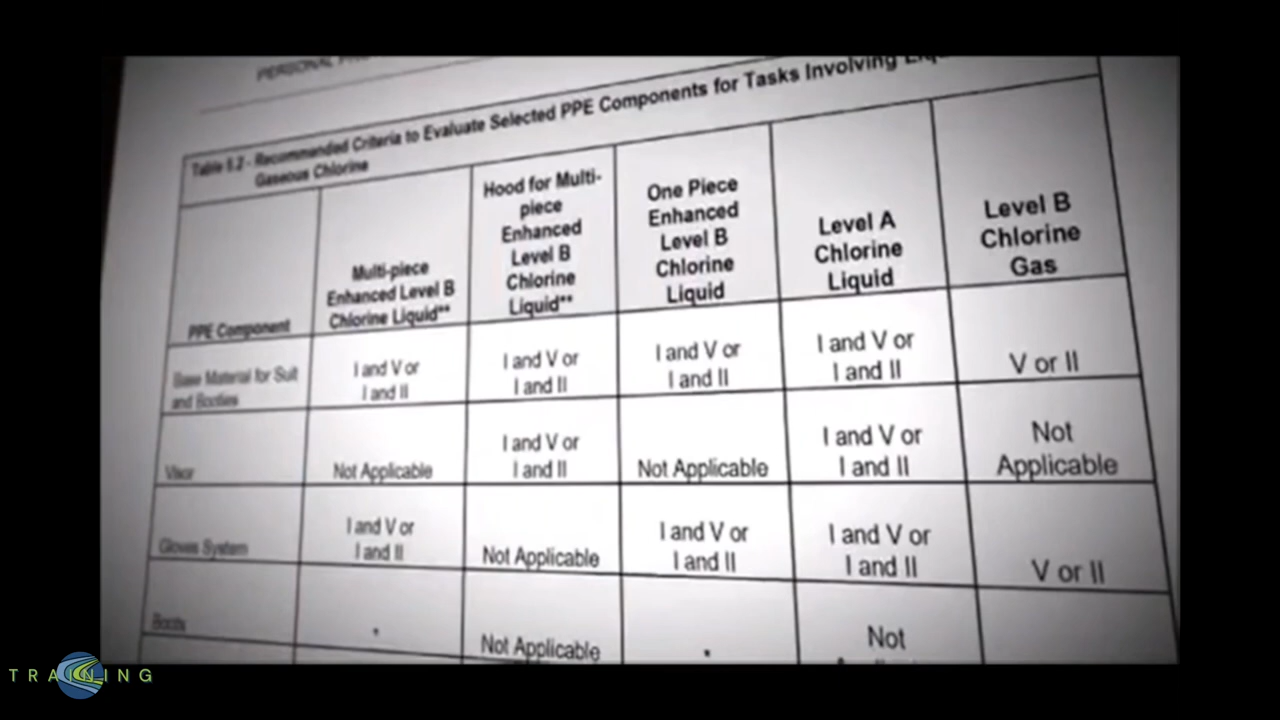 PERSONAL
Table 5.2 - Recommended Criteria to Evaluate Selected PPE Components for Tasks Involving
Gaseous Chlorine
PPE Component
Multi-piece
Enhanced Level B
Chlorine Liquid**
Hood for Multi-
piece
Enhanced
Level B
Chlorine
Liquid**
One Piece
Enhanced
Level B
Chlorine
Liquid
Level A
Chlorine
Liquid
Level B
Chlorine
Gas
Base Material for Suit
and Booties
I and V or
I and II
I and V or
I and II
I and V or
I and II
I and V or
I and II
V or II
Visor
Not Applicable
I and V or
I and II
Not Applicable
I and V or
I and II
Not
Applicable
Gloves System
I and V or
I and II
Not Applicable
I and V or
I and II
I and V or
I and II
V or II
Boots
*
Not Applicable
*
Not
TRAINING